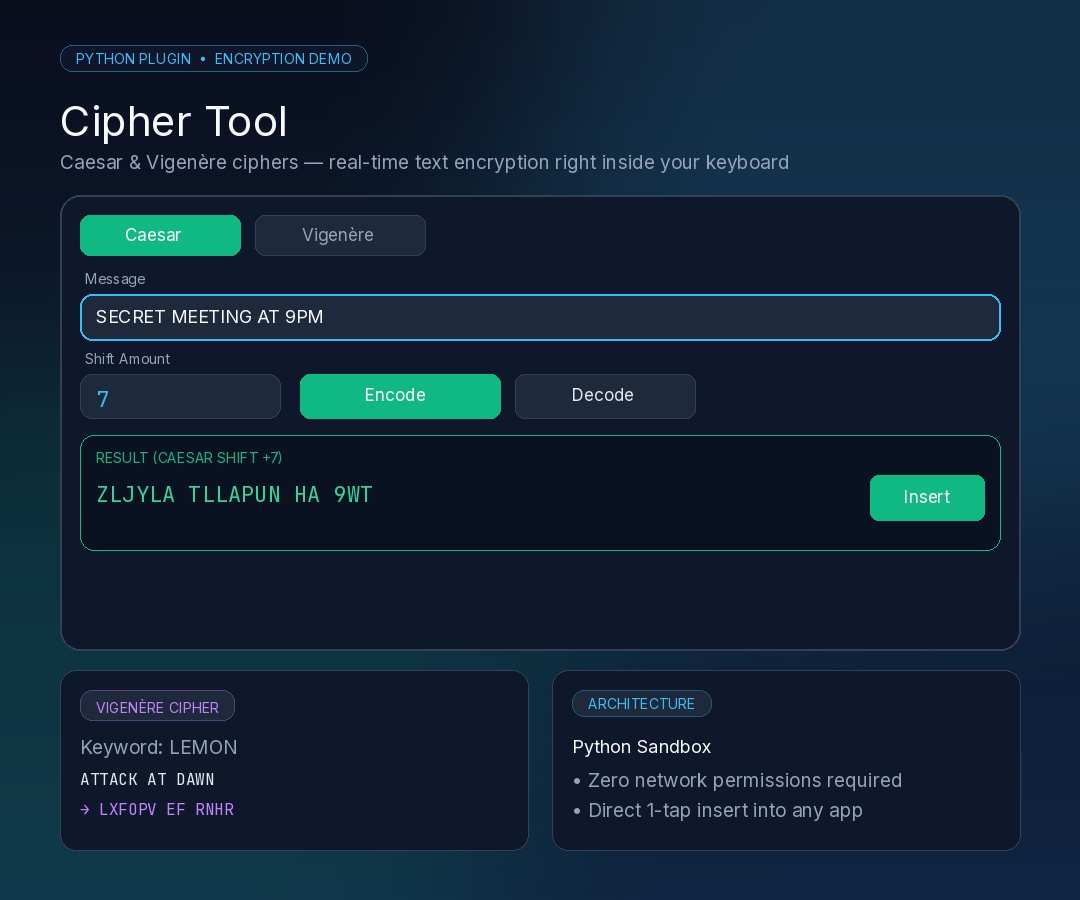 PYTHON PLUGIN • ENCRYPTION DEMO
Cipher Tool
Caesar & Vigenère ciphers — real-time text encryption right inside your keyboard
Caesar
Vigenère
Message
SECRET MEETING AT 9PM
Shift Amount
7
Encode
Decode
RESULT (CAESAR SHIFT +7)
ZLJYLA TLLAPUN HA 9WT
Insert
VIGENÈRE CIPHER
Keyword: LEMON
ATTACK AT DAWN
→ LXFOPV EF RNHR
ARCHITECTURE
Python Sandbox
• Zero network permissions required
• Direct 1-tap insert into any app